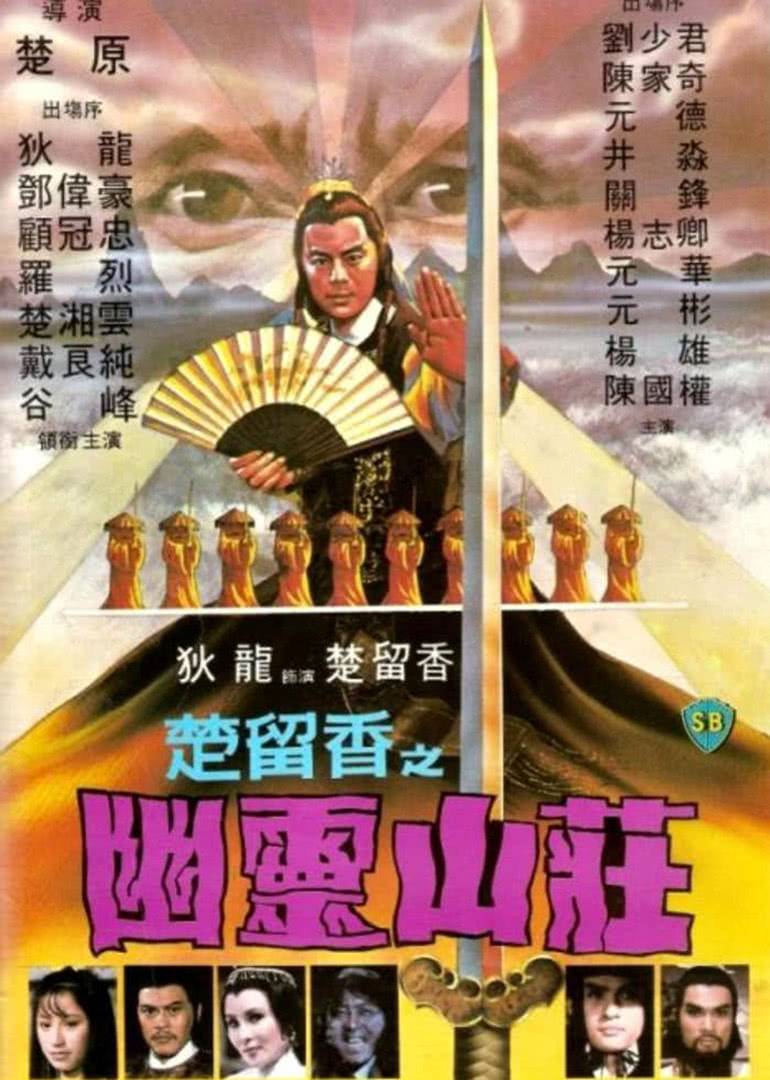 導演
楚原
出塲序
狄龍
鄧偉豪
顧冠忠
羅烈
楚湘雲
戴良純
谷峰
領銜主演
出塲序
劉少君
陳家奇
元德
井淼
關鋒
楊志卿
元華
元彬
楊雄
陳國權
主演
狄龍飾演楚留香
楚留香之
幽靈山莊
SB